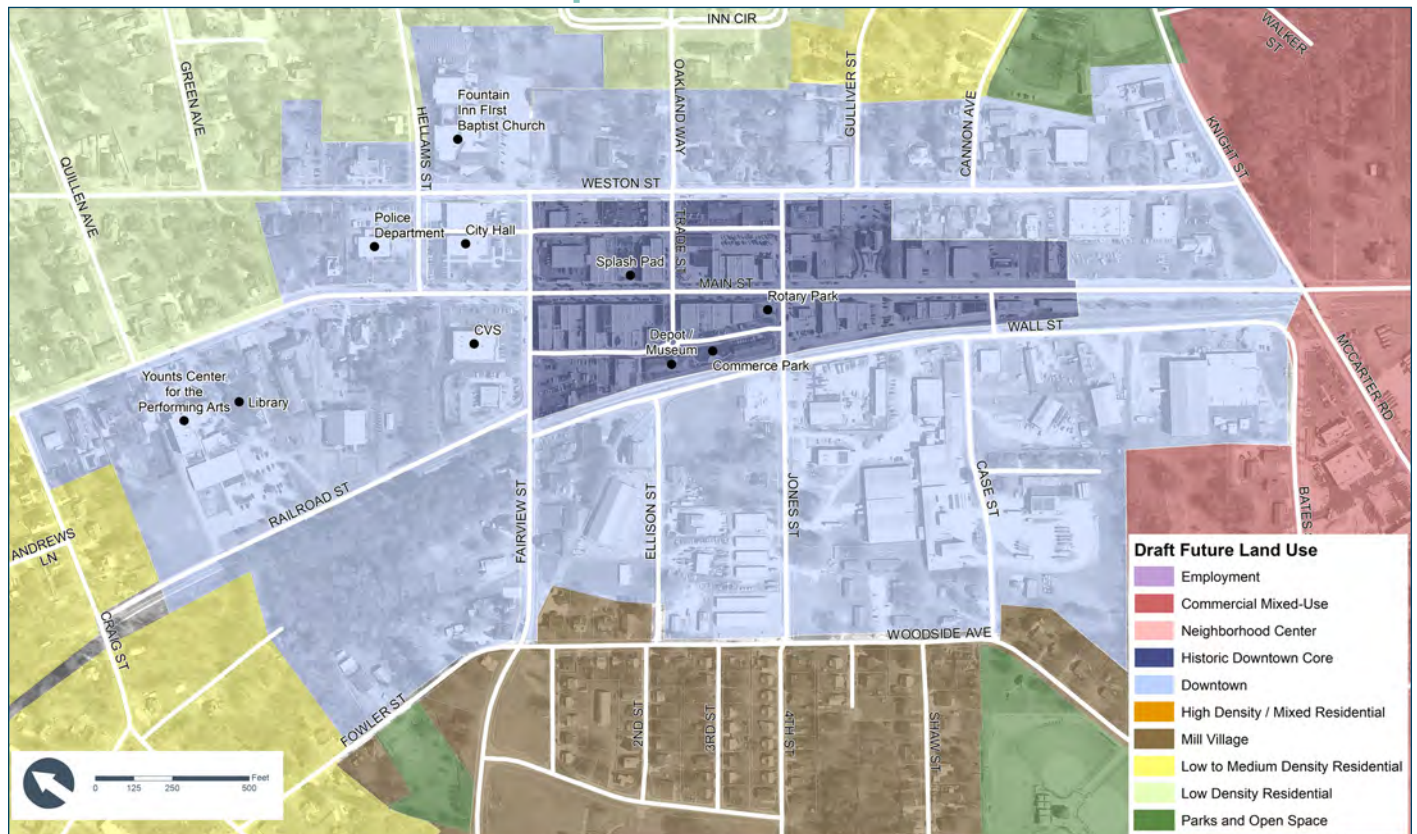 INN CIR
WALKER
ST
GREEN AVE
HELLAMS ST
Fountain
Inn FIrst
Baptist Church
OAKLAND WAY
GULLIVER ST
CANNON AVE
KNIGHT ST
QUILLEN AVE
WESTON ST
Police
Department
City Hall
TRADE ST
Splash Pad
MAIN ST
Rotary Park
CVS
Depot /
Museum
Commerce Park
WALL ST
MCCARTER RD
Younts Center
for the
Performing Arts
Library
RAILROAD ST
FAIRVIEW ST
ELLISON ST
JONES ST
CASE ST
BATES
ANDREWS
LN
CRAIG ST
FOWLER ST
WOODSIDE AVE
2ND ST
3RD ST
4TH ST
SHAW ST
Feet
0 125 250 500
Draft Future Land Use
Employment
Commercial Mixed-Use
Neighborhood Center
Historic Downtown Core
Downtown
High Density / Mixed Residential
Mill Village
Low to Medium Density Residential
Low Density Residential
Parks and Open Space